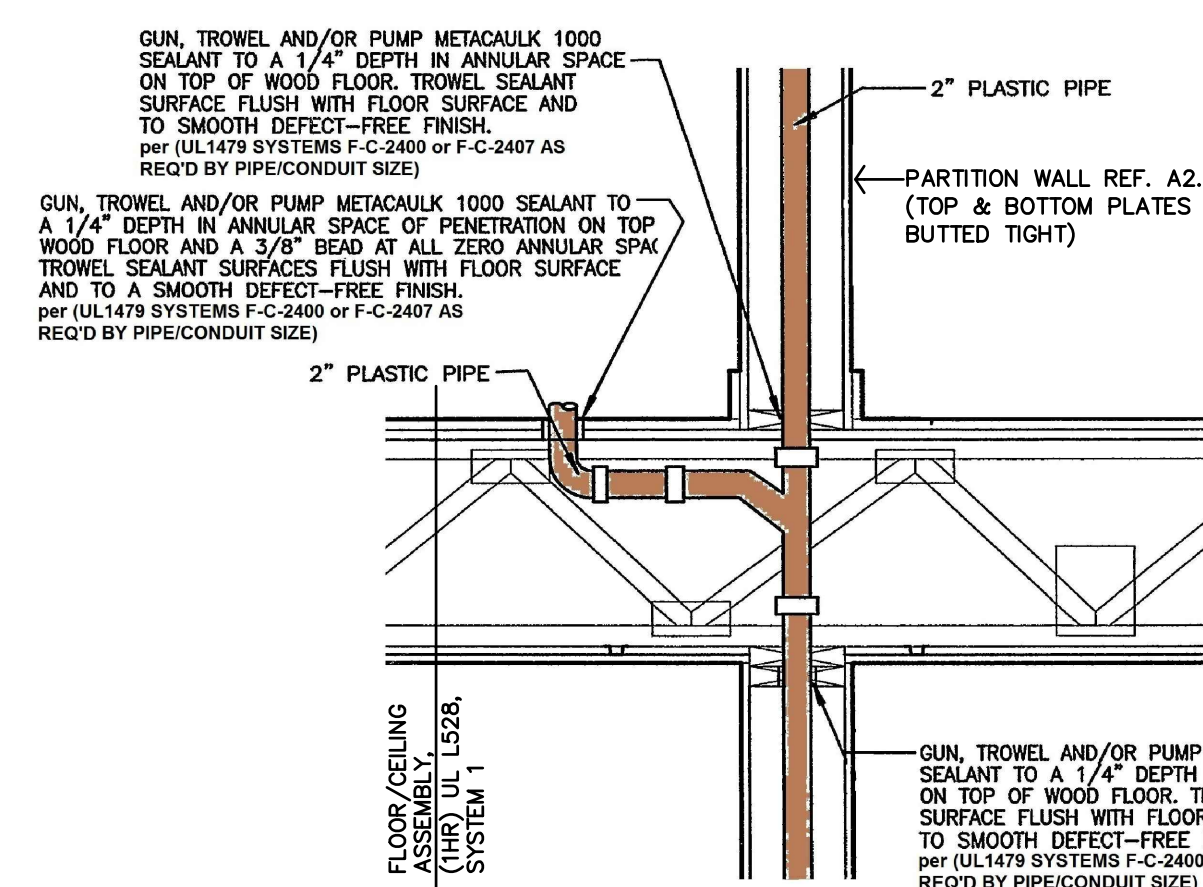 GUN, TROWEL AND/OR PUMP METACAULK 1000
SEALANT TO A 1/4" DEPTH IN ANNULAR SPACE
ON TOP OF WOOD FLOOR. TROWEL SEALANT
SURFACE FLUSH WITH FLOOR SURFACE AND
TO SMOOTH DEFECT-FREE FINISH.
per (UL1479 SYSTEMS F-C-2400 or F-C-2407 AS
REQ'D BY PIPE/CONDUIT SIZE)
2" PLASTIC PIPE
PARTITION WALL REF. A2.
(TOP & BOTTOM PLATES
BUTTED TIGHT)
GUN, TROWEL AND/OR PUMP METACAULK 1000 SEALANT TO
A 1/4" DEPTH IN ANNULAR SPACE OF PENETRATION ON TOP
WOOD FLOOR AND A 3/8" BEAD AT ALL ZERO ANNULAR SPAC
TROWEL SEALANT SURFACES FLUSH WITH FLOOR SURFACE
AND TO A SMOOTH DEFECT-FREE FINISH.
per (UL1479 SYSTEMS F-C-2400 or F-C-2407 AS
REQ'D BY PIPE/CONDUIT SIZE)
2" PLASTIC PIPE
FLOOR/CEILING
ASSEMBLY,
(1HR) UL L528,
SYSTEM 1
GUN, TROWEL AND/OR PUMP
SEALANT TO A 1/4" DEPTH
ON TOP OF WOOD FLOOR.
SURFACE FLUSH WITH FLOOR
TO SMOOTH DEFECT-FREE
per (UL1479 SYSTEMS F-C-2400
REQ'D BY PIPE/CONDUIT SIZE)